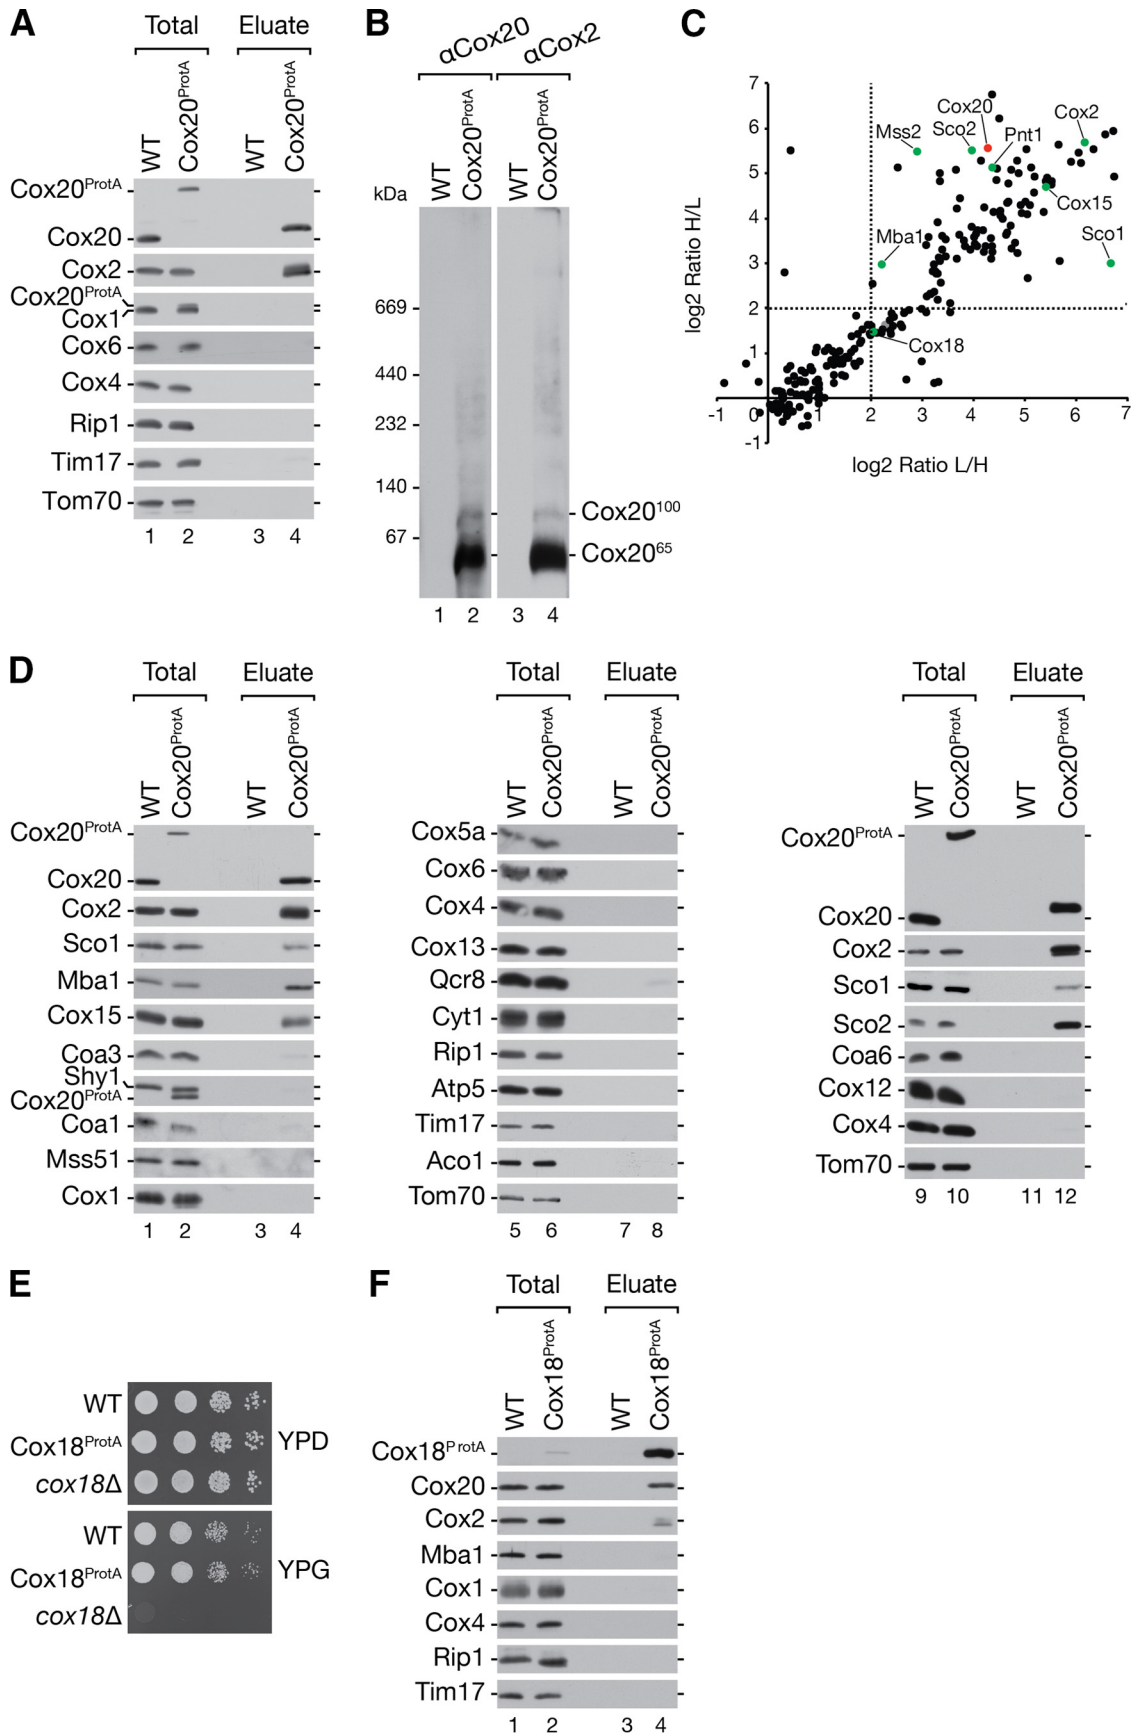 A
Total Eluate
WT Cox20ProtA WT Cox20ProtA
Cox20ProtA
Cox20
Cox2
Cox20ProtA
Cox1
Cox6
Cox4
Rip1
Tim17
Tom70
1 2 3 4
B
αCox20 αCox2
WT Cox20ProtA WT Cox20ProtA
kDa
669
440
232
140
67
Cox20100
Cox2065
1 2 3 4
C
log2 Ratio H/L
7
6
5
4
3
2
1
-1 0 1 2 3 4 5 6 7
-1
log2 Ratio L/H
Cox20
Cox2
Mss2
Sco2
Pnt1
Cox15
Mba1
Sco1
Cox18
D
Total Eluate
WT Cox20ProtA WT Cox20ProtA
Cox20ProtA
Cox20
Cox2
Sco1
Mba1
Cox15
Coa3
Shy1
Cox20ProtA
Coa1
Mss51
Cox1
1 2 3 4
Total Eluate
WT Cox20ProtA WT Cox20ProtA
Cox5a
Cox6
Cox4
Cox13
Qcr8
Cyt1
Rip1
Atp5
Tim17
Aco1
Tom70
5 6 7 8
Total Eluate
WT Cox20ProtA WT Cox20ProtA
Cox20ProtA
Cox20
Cox2
Sco1
Sco2
Coa6
Cox12
Cox4
Tom70
9 10 11 12
E
WT
Cox18ProtA
cox18Δ
YPD
WT
Cox18ProtA
cox18Δ
YPG
F
Total Eluate
WT Cox18ProtA WT Cox18ProtA
Cox18ProtA
Cox20
Cox2
Mba1
Cox1
Cox4
Rip1
Tim17
1 2 3 4